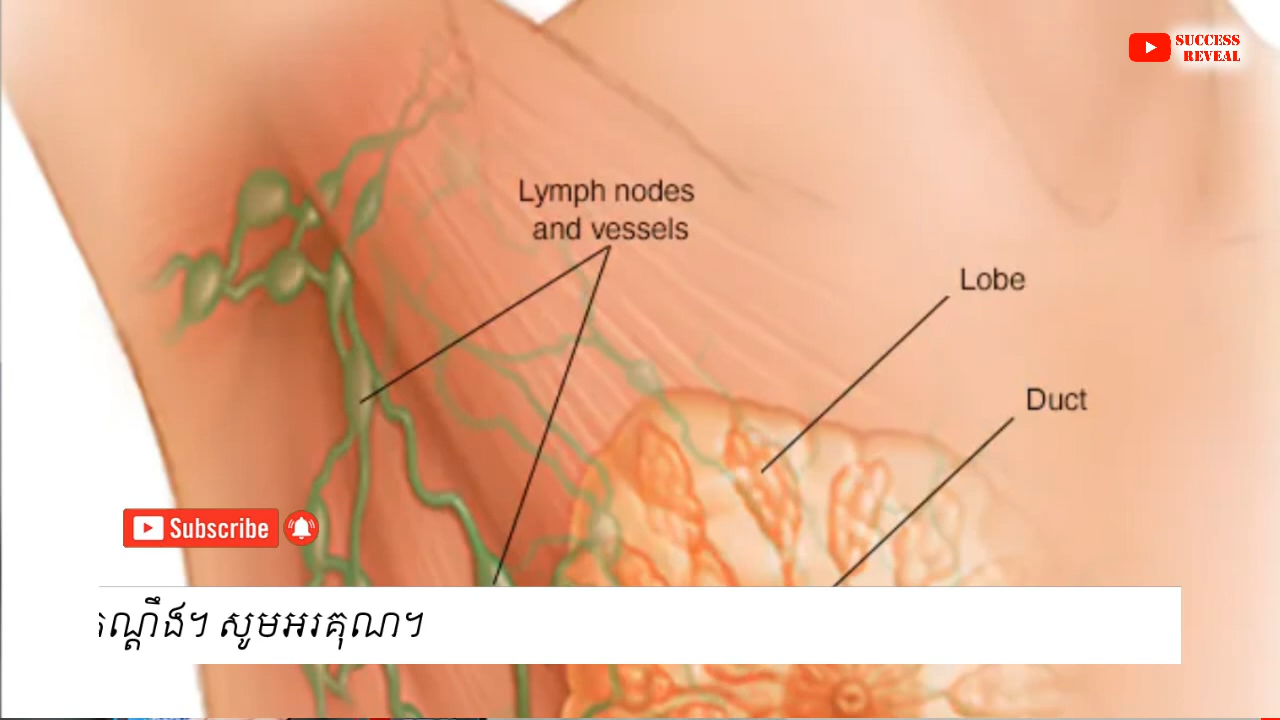 SUCCESS
REVEAL
Lymph nodes
and vessels
Lobe
Duct
Subscribe
សូមអរគុណ។